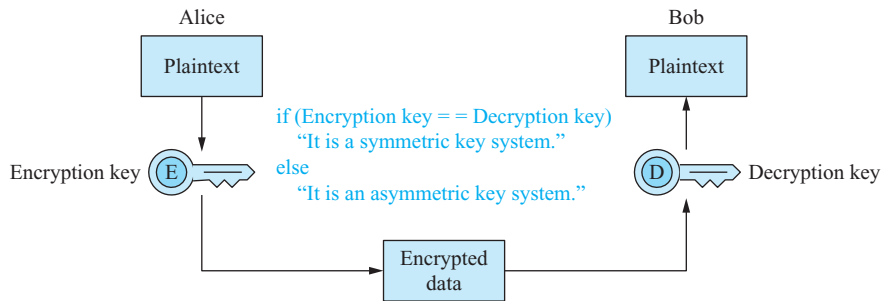 Alice
Bob
Plaintext
Plaintext
if (Encryption key = = Decryption key)
“It is a symmetric key system.”
else
“It is an asymmetric key system.”
Encryption key
E
D
Decryption key
Encrypted
data